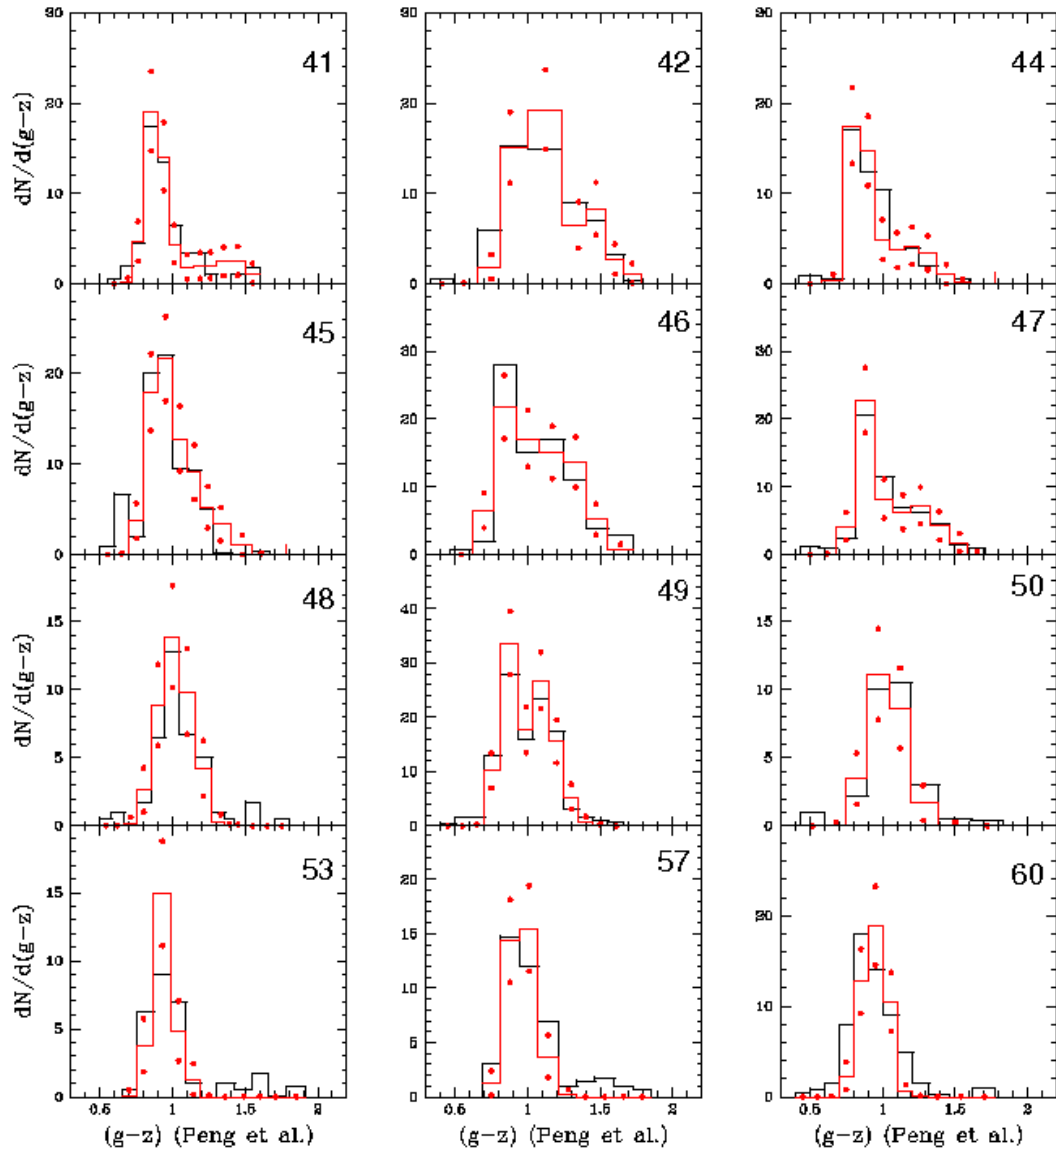 30 30 30
41 42 44
dN/d(g−z) 20 20 20
10 10 10
0 0 0
45 46 47
30 30
dN/d(g−z) 20 20 20
10 10 10
0 0 0
48 49 50
15 40 15
dN/d(g−z) 30
10 20 10
5 10 5
0 0 0
53 57 60
15 20 20
dN/d(g−z) 15
10 10 10
5 5
0 0 0
0.5 1 1.5 2 0.5 1 1.5 2 0.5 1 1.5 2
(g−z) (Peng et al.) (g−z) (Peng et al.) (g−z) (Peng et al.)